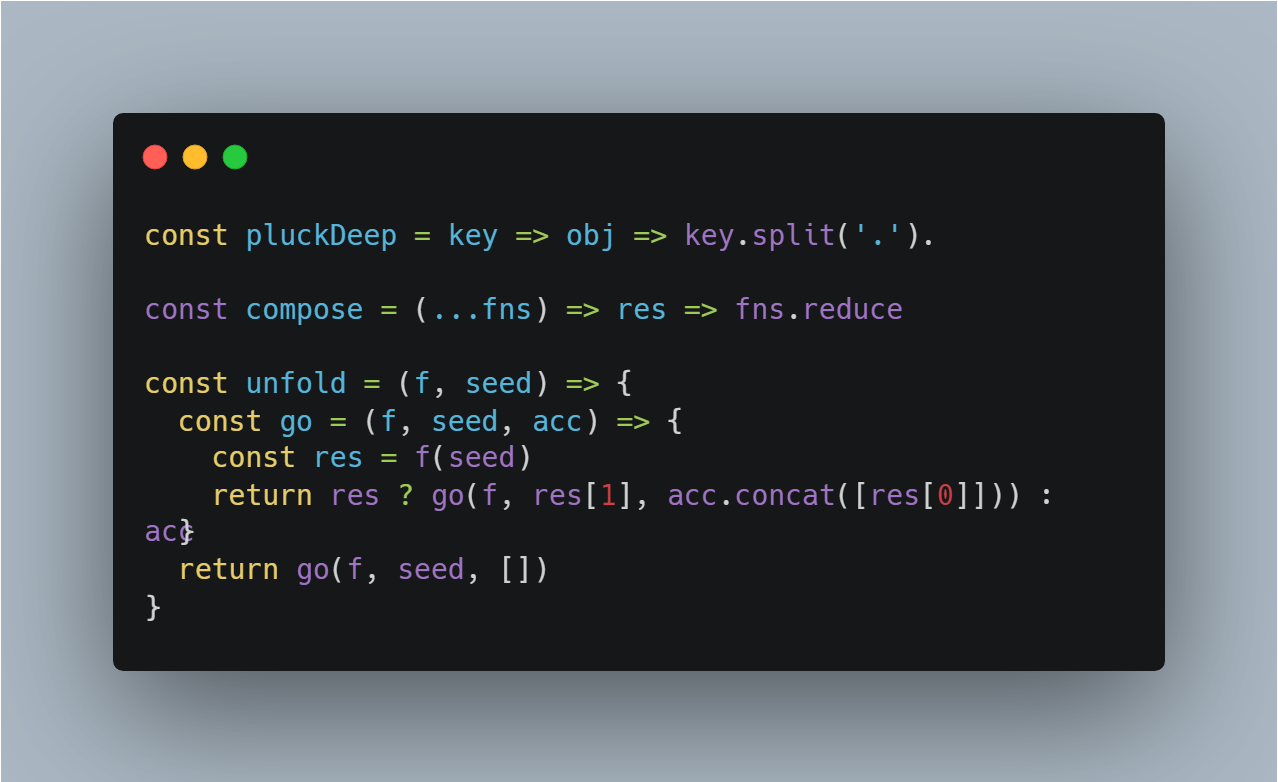 const pluckDeep = key => obj => key.split('.').
const compose = (...fns) => res => fns.reduce
const unfold = (f, seed) => {
  const go = (f, seed, acc) => {
    const res = f(seed)
    return res ? go(f, res[1], acc.concat([res[0]])) :
acc
  }
  return go(f, seed, [])
}